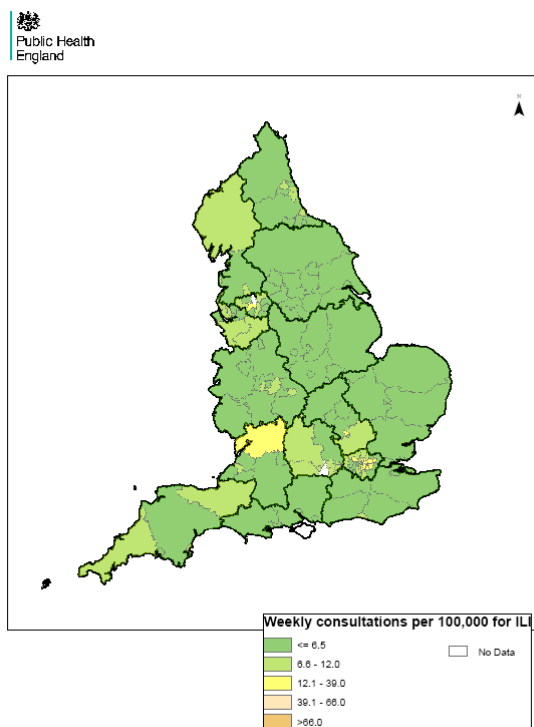 Public Health
England
N
Weekly consultations per 100,000 for ILI
<= 6.5
6.6 - 12.0
12.1 - 39.0
39.1 - 66.0
>66.0
No Data